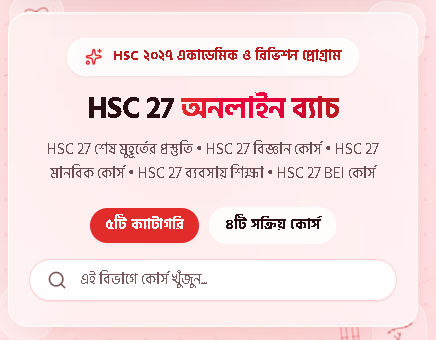 HSC ২০২৭ একাডেমিক ও রিভিশন প্রোগ্রাম
HSC 27 অনলাইন ব্যাচ
HSC 27 শেষ মুহূর্তের প্রস্তুতি • HSC 27 বিজ্ঞান কোর্স • HSC 27
মানবিক কোর্স • HSC 27 ব্যবসায় শিক্ষা • HSC 27 BEI কোর্স
৫টি ক্যাটাগরি
৪টি সক্রিয় কোর্স
এই বিভাগে কোর্স খুঁজুন...